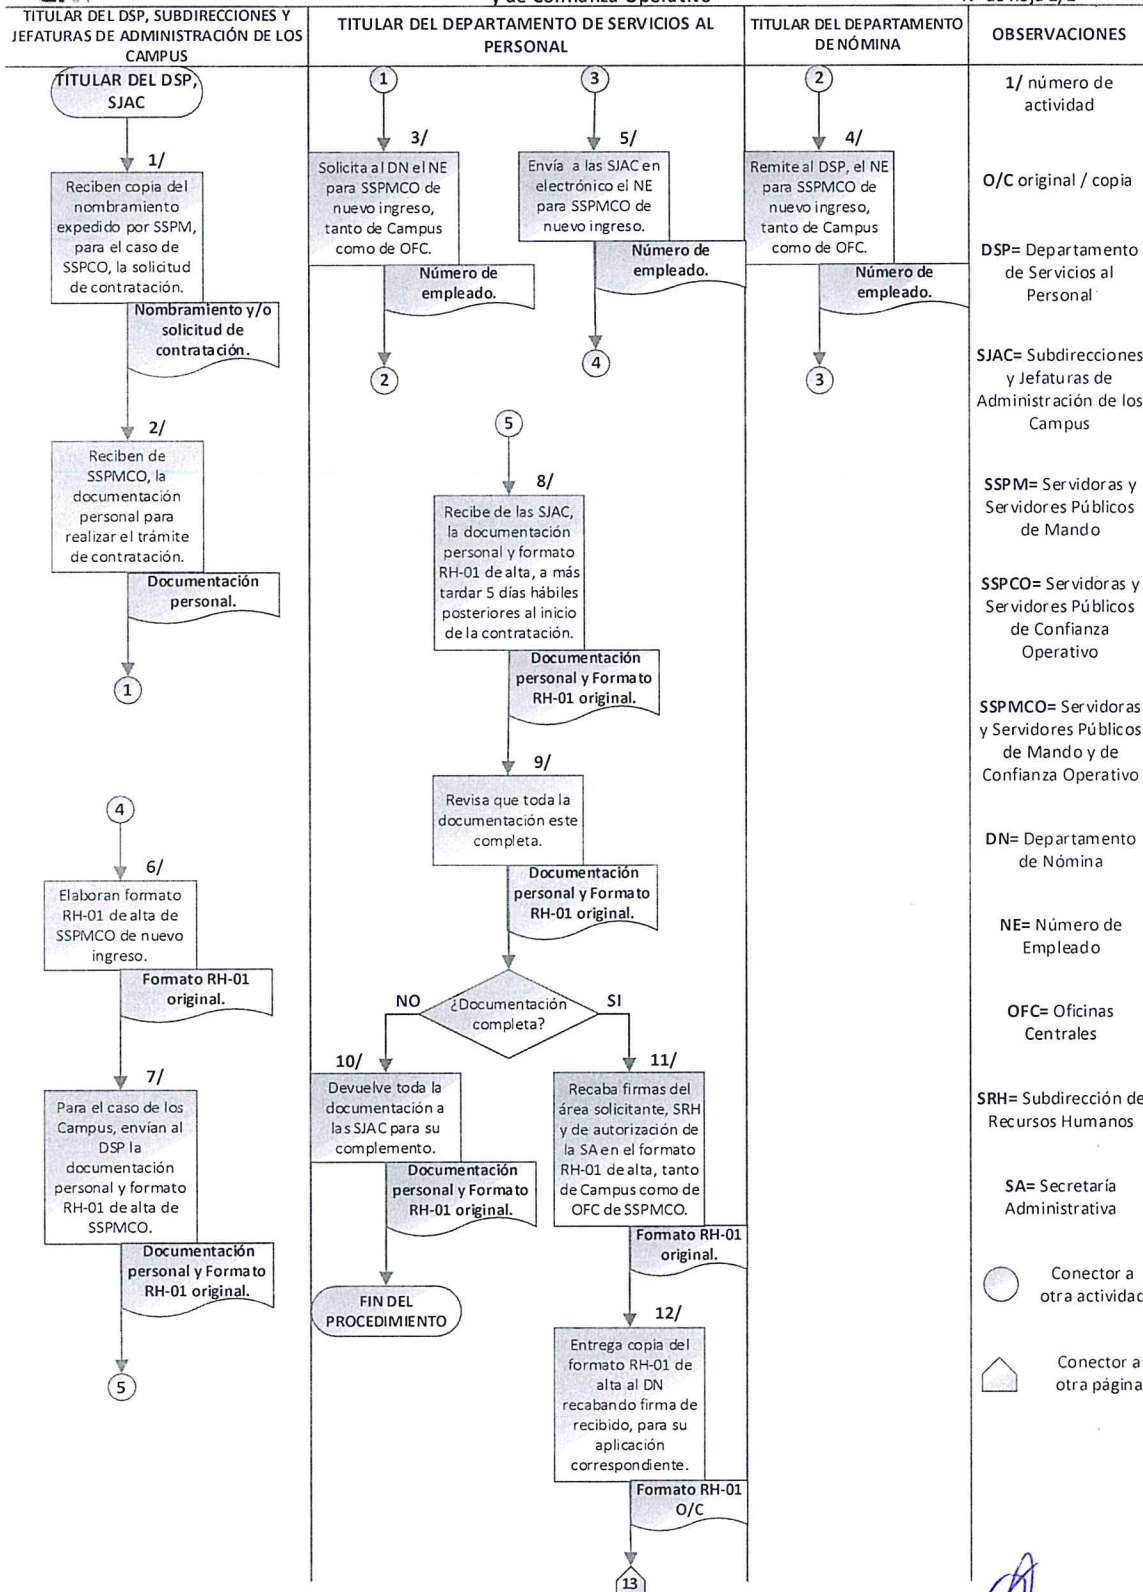 y de Confianza Operativo
TITULAR DEL DSP, SUBDIRECCIONES Y
JEFATURAS DE ADMINISTRACIÓN DE LOS
CAMPUS
TITULAR DEL DEPARTAMENTO DE SERVICIOS AL
PERSONAL
TITULAR DEL DEPARTAMENTO
DE NÓMINA
OBSERVACIONES
TITULAR DEL DSP,
SJAC
1/
Reciben copia del
nombramiento
expedido por SSPM,
para el caso de
SSPCO, la solicitud
de contratación.
Nombramiento y/o
solicitud de
contratación.
2/
Reciben de
SSPMCO, la
documentación
personal para
realizar el trámite
de contratación.
Documentación
personal.
1
4
6/
Elaboran formato
RH-01 de alta de
SSPMCO de nuevo
ingreso.
Formato RH-01
original.
7/
Para el caso de los
Campus, envían al
DSP la
documentación
personal y formato
RH-01 de alta de
SSPMCO.
Documentación
personal y Formato
RH-01 original.
5
1
3/
Solicita al DN el NE
para SSPMCO de
nuevo ingreso,
tanto de Campus
como de OFC.
Número de
empleado.
2
3
5/
Envía a las SJAC en
electrónico el NE
para SSPMCO de
nuevo ingreso.
Número de
empleado.
4
5
8/
Recibe de las SJAC,
la documentación
personal y formato
RH-01 de alta, a más
tardar 5 días hábiles
posteriores al inicio
de la contratación.
Documentación
personal y Formato
RH-01 original.
9/
Revisa que toda la
documentación este
completa.
Documentación
personal y Formato
RH-01 original.
¿Documentación
completa?
NO
SI
10/
Devuelve toda la
documentación a
las SJAC para su
complemento.
Documentación
personal y Formato
RH-01 original.
FIN DEL
PROCEDIMIENTO
11/
Recaba firmas del
área solicitante, SRH
y de autorización de
la SA en el formato
RH-01 de alta, tanto
de Campus como de
OFC de SSPMCO.
Formato RH-01
original.
12/
Entrega copia del
formato RH-01 de
alta al DN
recabando firma de
recibido, para su
aplicación
correspondiente.
Formato RH-01
O/C
13
2
4/
Remite al DSP, el NE
para SSPMCO de
nuevo ingreso,
tanto de Campus
como de OFC.
Número de
empleado.
3
1/ número de
actividad
O/C original / copia
DSP= Departamento
de Servicios al
Personal
SJAC= Subdirecciones
y Jefaturas de
Administración de los
Campus
SSPM= Servidoras y
Servidores Públicos
de Mando
SSPCO= Servidoras y
Servidores Públicos
de Confianza
Operativo
SSPMCO= Servidoras
y Servidores Públicos
de Mando y de
Confianza Operativo
DN= Departamento
de Nómina
NE= Número de
Empleado
OFC= Oficinas
Centrales
SRH= Subdirección de
Recursos Humanos
SA= Secretaría
Administrativa
Conector a
otra actividad
Conector a
otra página